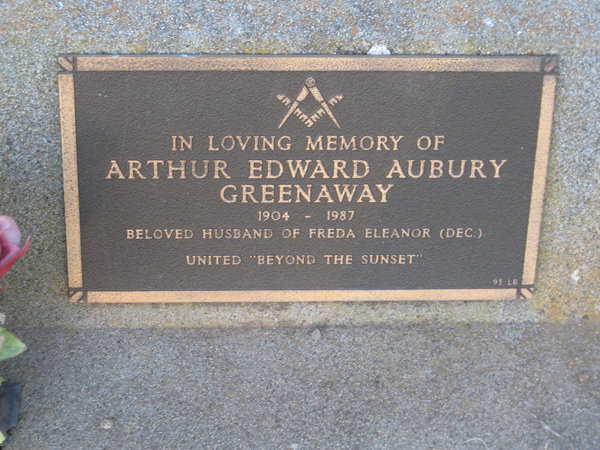 IN LOVING MEMORY OF
ARTHUR EDWARD AUBURY
GREENAWAY
1904 - 1987
BELOVED HUSBAND OF FREDA ELEANOR (DEC.)
UNITED "BEYOND THE SUNSET"
93 LB